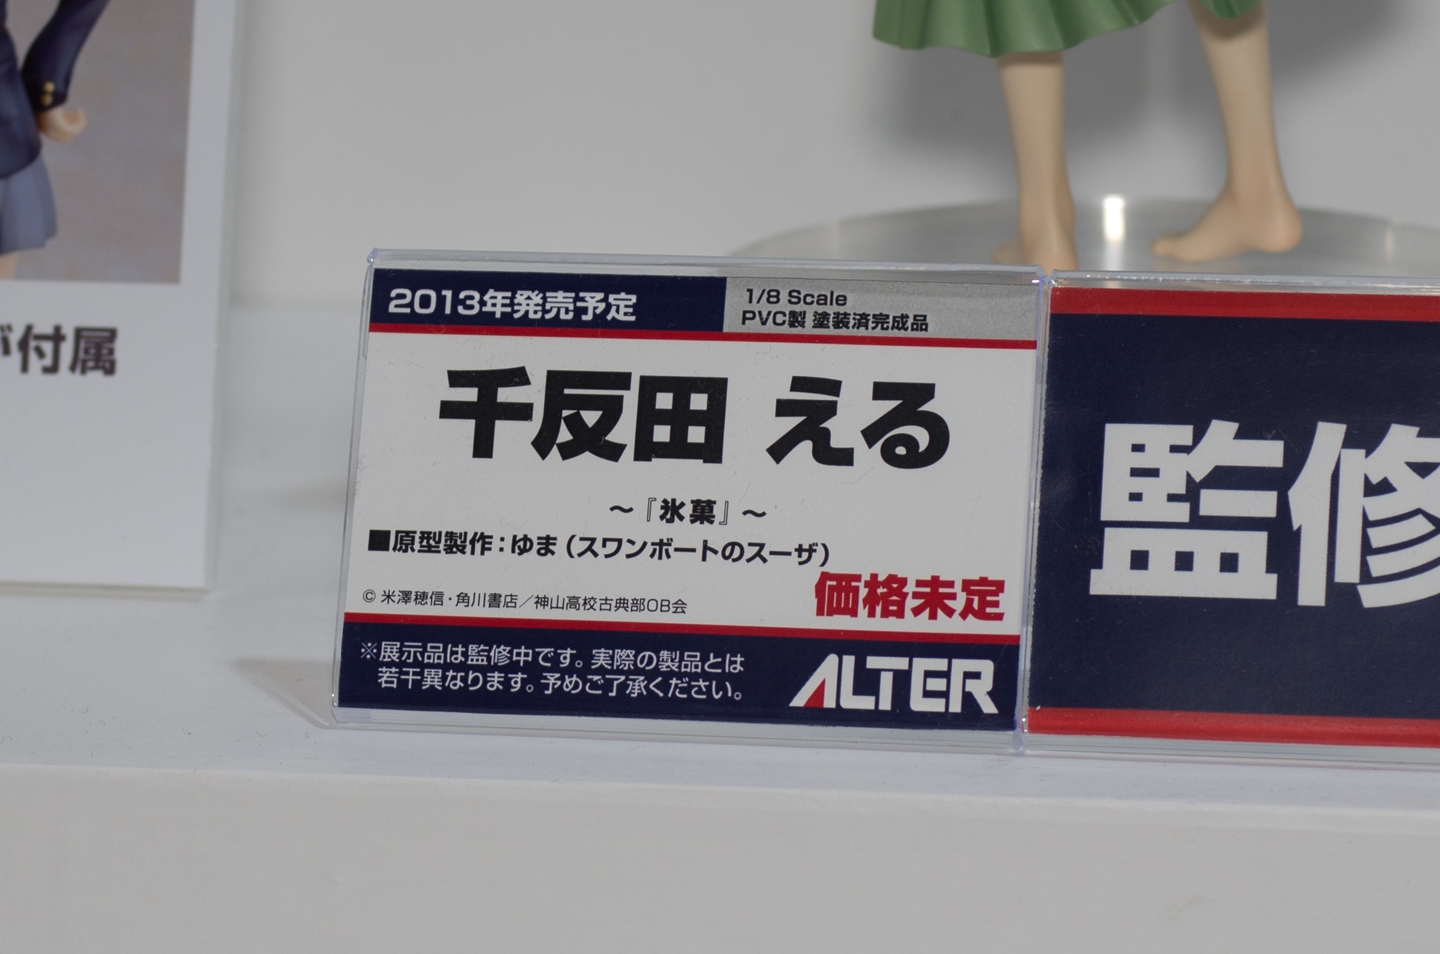 が付属
2013年発売予定
1/8 Scale
PVC製 塗装済完成品
千反田 える
～『氷菓』～
■原型製作：ゆま（スワンボートのスーザ）
価格未定
© 米澤穂信・角川書店／神山高校古典部OB会
※展示品は監修中です。実際の製品とは
若干異なります。予めご了承ください。
ALTER
監修